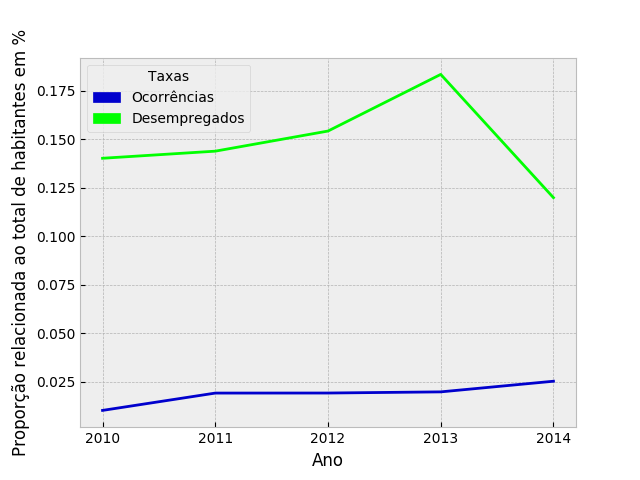 Proporção relacionada ao total de habitantes em %
Taxas
Ocorrências
Desempregados
0.175
0.150
0.125
0.100
0.075
0.050
0.025
2010 2011 2012 2013 2014
Ano